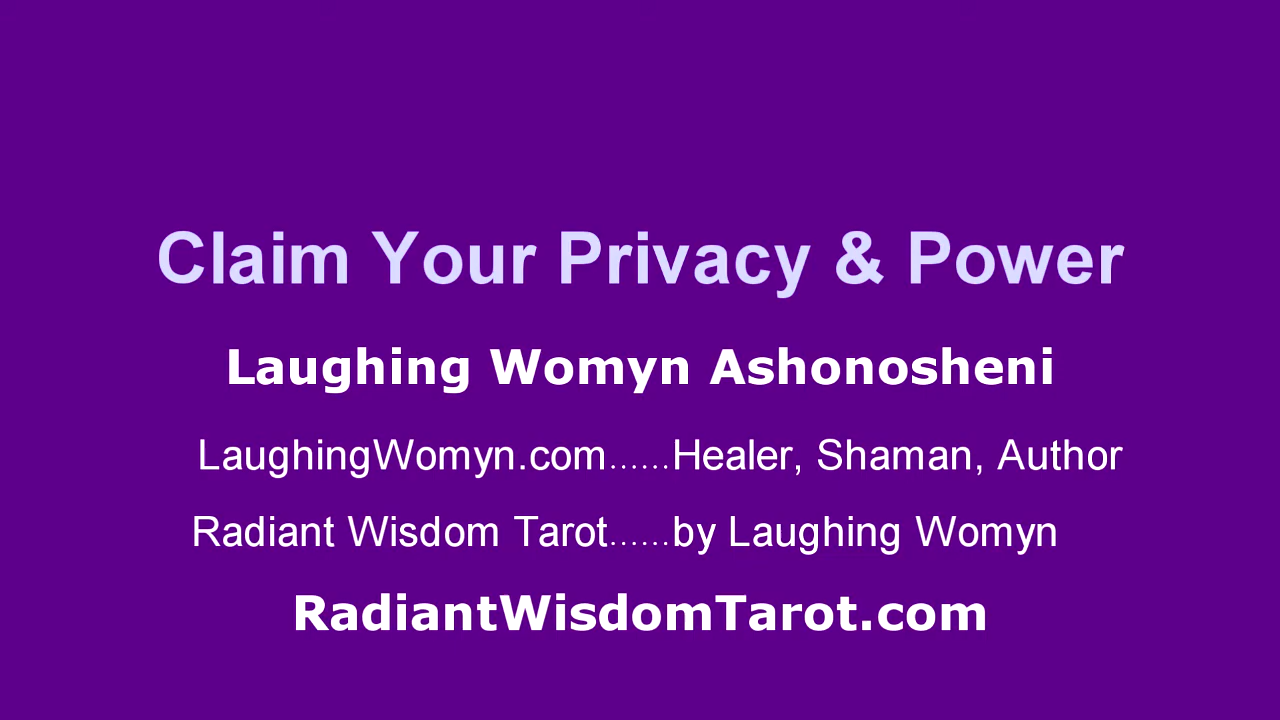 Claim Your Privacy & Power
Laughing Womyn Ashonosheni
LaughingWomyn.com......Healer, Shaman, Author
Radiant Wisdom Tarot......by Laughing Womyn
RadiantWisdomTarot.com